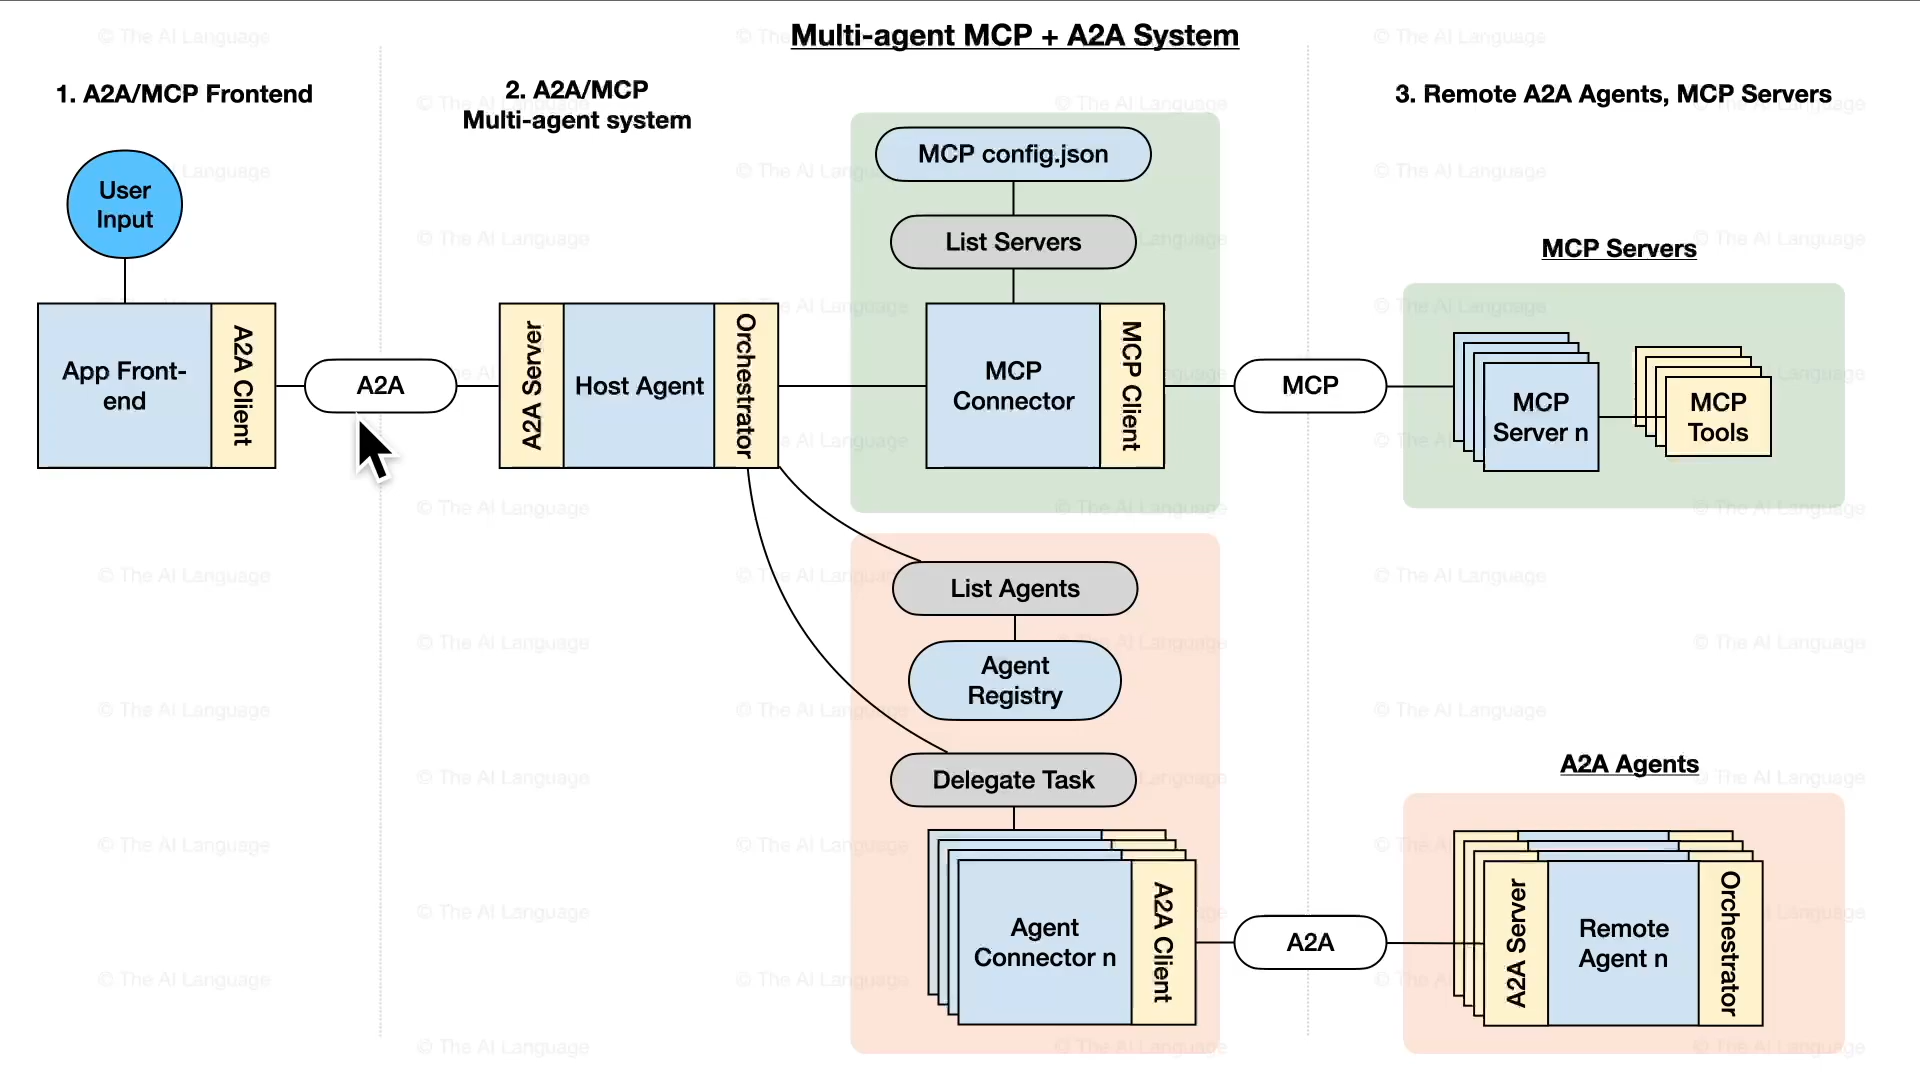 Multi-agent MCP + A2A System
1. A2A/MCP Frontend
User
Input
App Front-
end
A2A Client
A2A
2. A2A/MCP
Multi-agent system
A2A Server
Host Agent
Orchestrator
MCP config.json
List Servers
MCP
Connector
MCP Client
MCP
List Agents
Agent
Registry
Delegate Task
Agent
Connector n
A2A Client
A2A
3. Remote A2A Agents, MCP Servers
MCP Servers
MCP
Server n
MCP
Tools
A2A Agents
A2A Server
Remote
Agent n
Orchestrator
© The AI Language